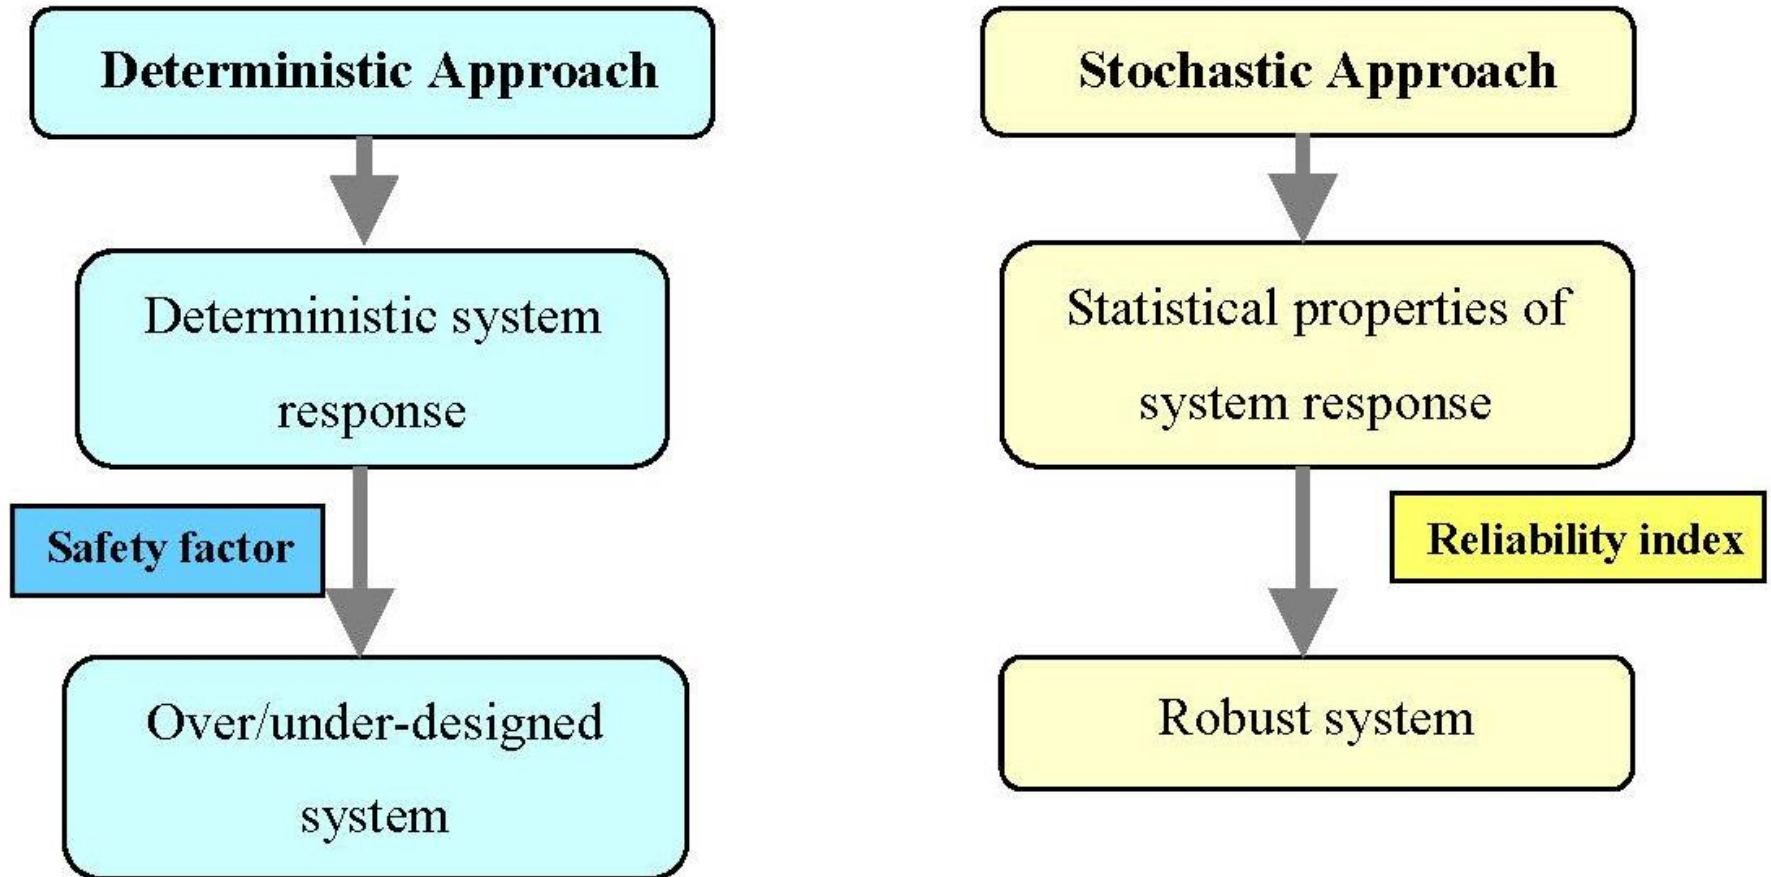 Deterministic Approach
Deterministic system
response
Safety factor
Over/under-designed
system
Stochastic Approach
Statistical properties of
system response
Reliability index
Robust system